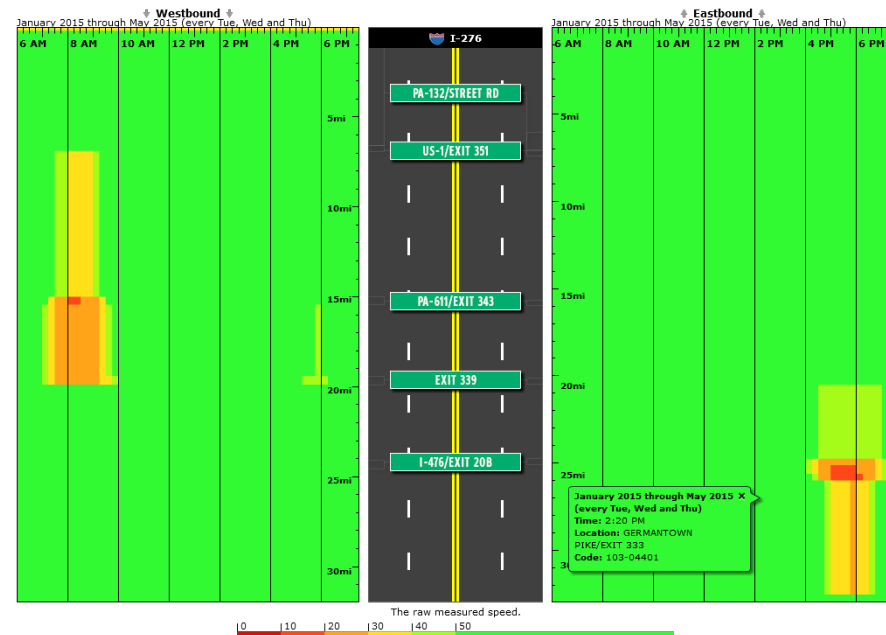 Westbound
January 2015 through May 2015 (every Tue, Wed and Thu)
6 AM 8 AM 10 AM 12 PM 2 PM 4 PM 6 PM
5mi
10mi
15mi
20mi
25mi
30mi
I-276
PA-132/STREET RD
US-1/EXIT 351
PA-611/EXIT 343
EXIT 339
I-476/EXIT 20B
Eastbound
January 2015 through May 2015 (every Tue, Wed and Thu)
6 AM 8 AM 10 AM 12 PM 2 PM 4 PM 6 PM
5mi
10mi
15mi
20mi
25mi
January 2015 through May 2015 ×
(every Tue, Wed and Thu)
Time: 2:20 PM
Location: GERMANTOWN
PIKE/EXIT 333
Code: 103-04401
The raw measured speed.
0 10 20 30 40 50